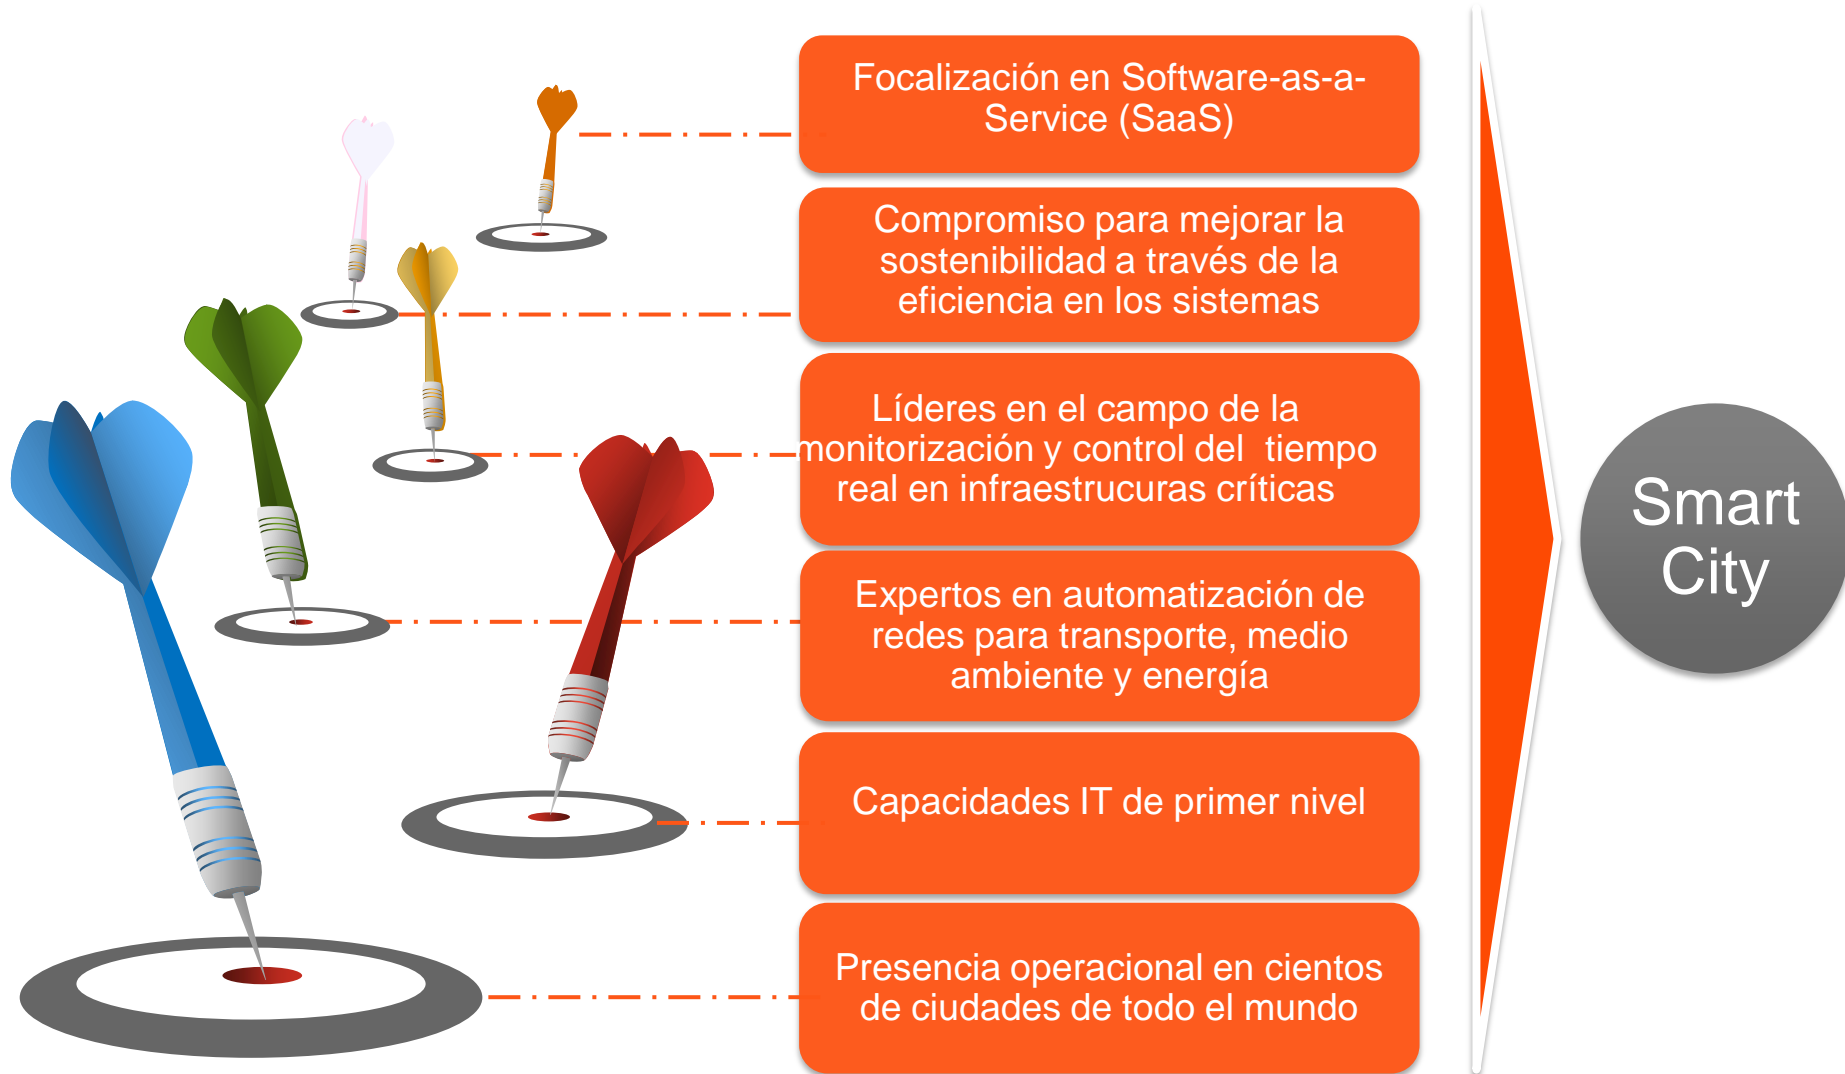 Focalización en Software-as-a-
Service (SaaS)
Compromiso para mejorar la
sostenibilidad a través de la
eficiencia en los sistemas
Líderes en el campo de la
monitorización y control del  tiempo
real en infraestrucuras críticas
Expertos en automatización de
redes para transporte, medio
ambiente y energía
Capacidades IT de primer nivel
Presencia operacional en cientos
de ciudades de todo el mundo
Smart
City